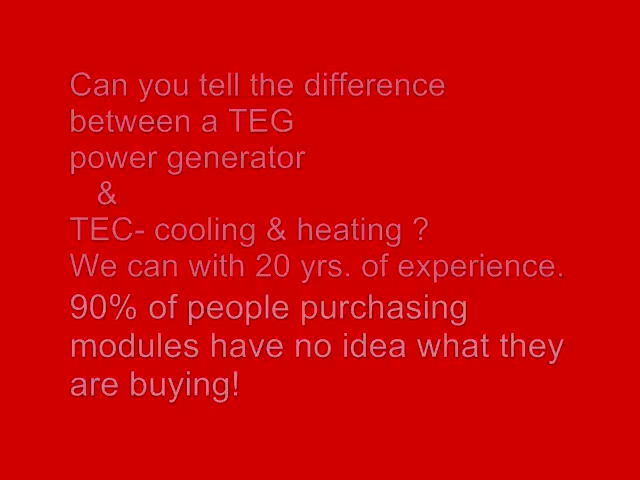 Can you tell the difference
between a TEG
power generator
&
TEC- cooling & heating ?
We can with 20 yrs. of experience.
90% of people purchasing
modules have no idea what they
are buying!